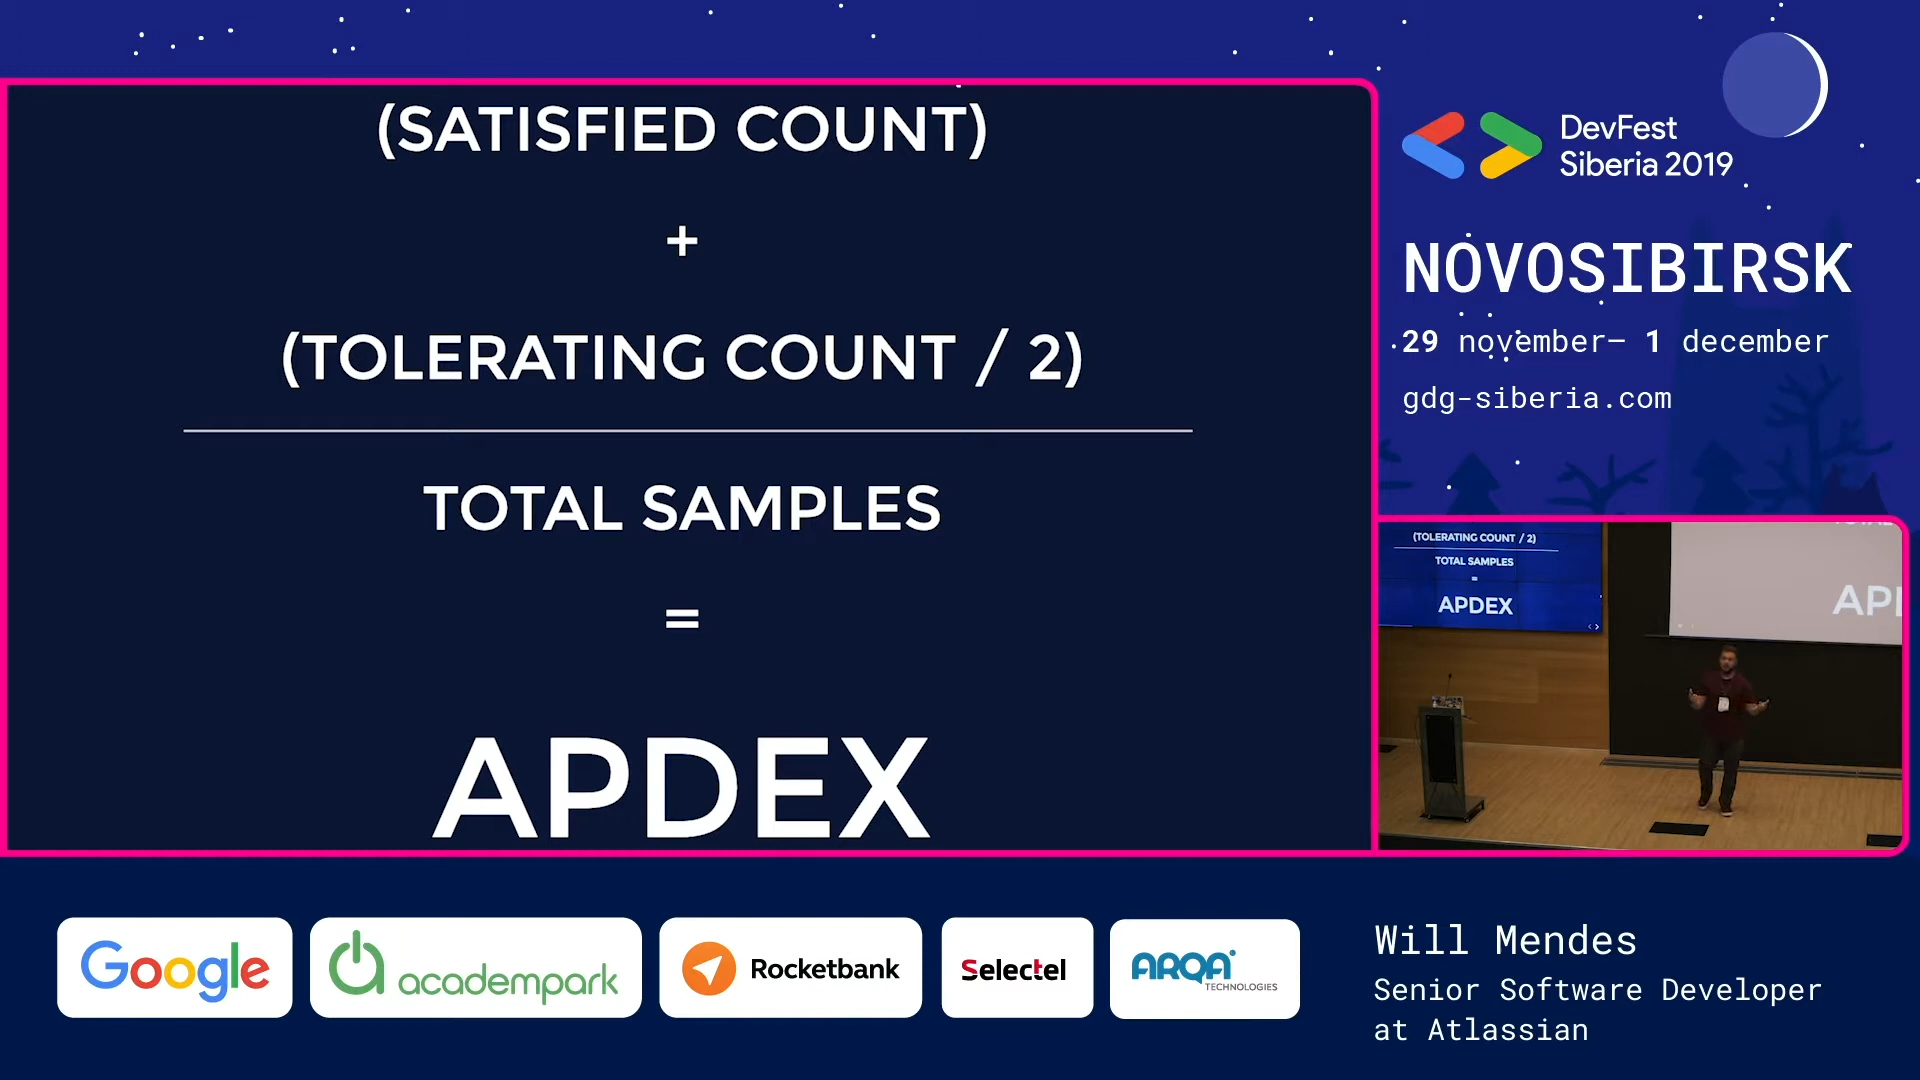 (SATISFIED COUNT)
+
(TOLERATING COUNT / 2)
TOTAL SAMPLES
=
APDEX
DevFest
Siberia 2019
NOVOSIBIRSK
29 november– 1 december
gdg-siberia.com
(TOLERATING COUNT / 2)
TOTAL SAMPLES
=
APDEX
Google
academpark
Rocketbank
Selectel
ARQA
TECHNOLOGIES
Will Mendes
Senior Software Developer
at Atlassian